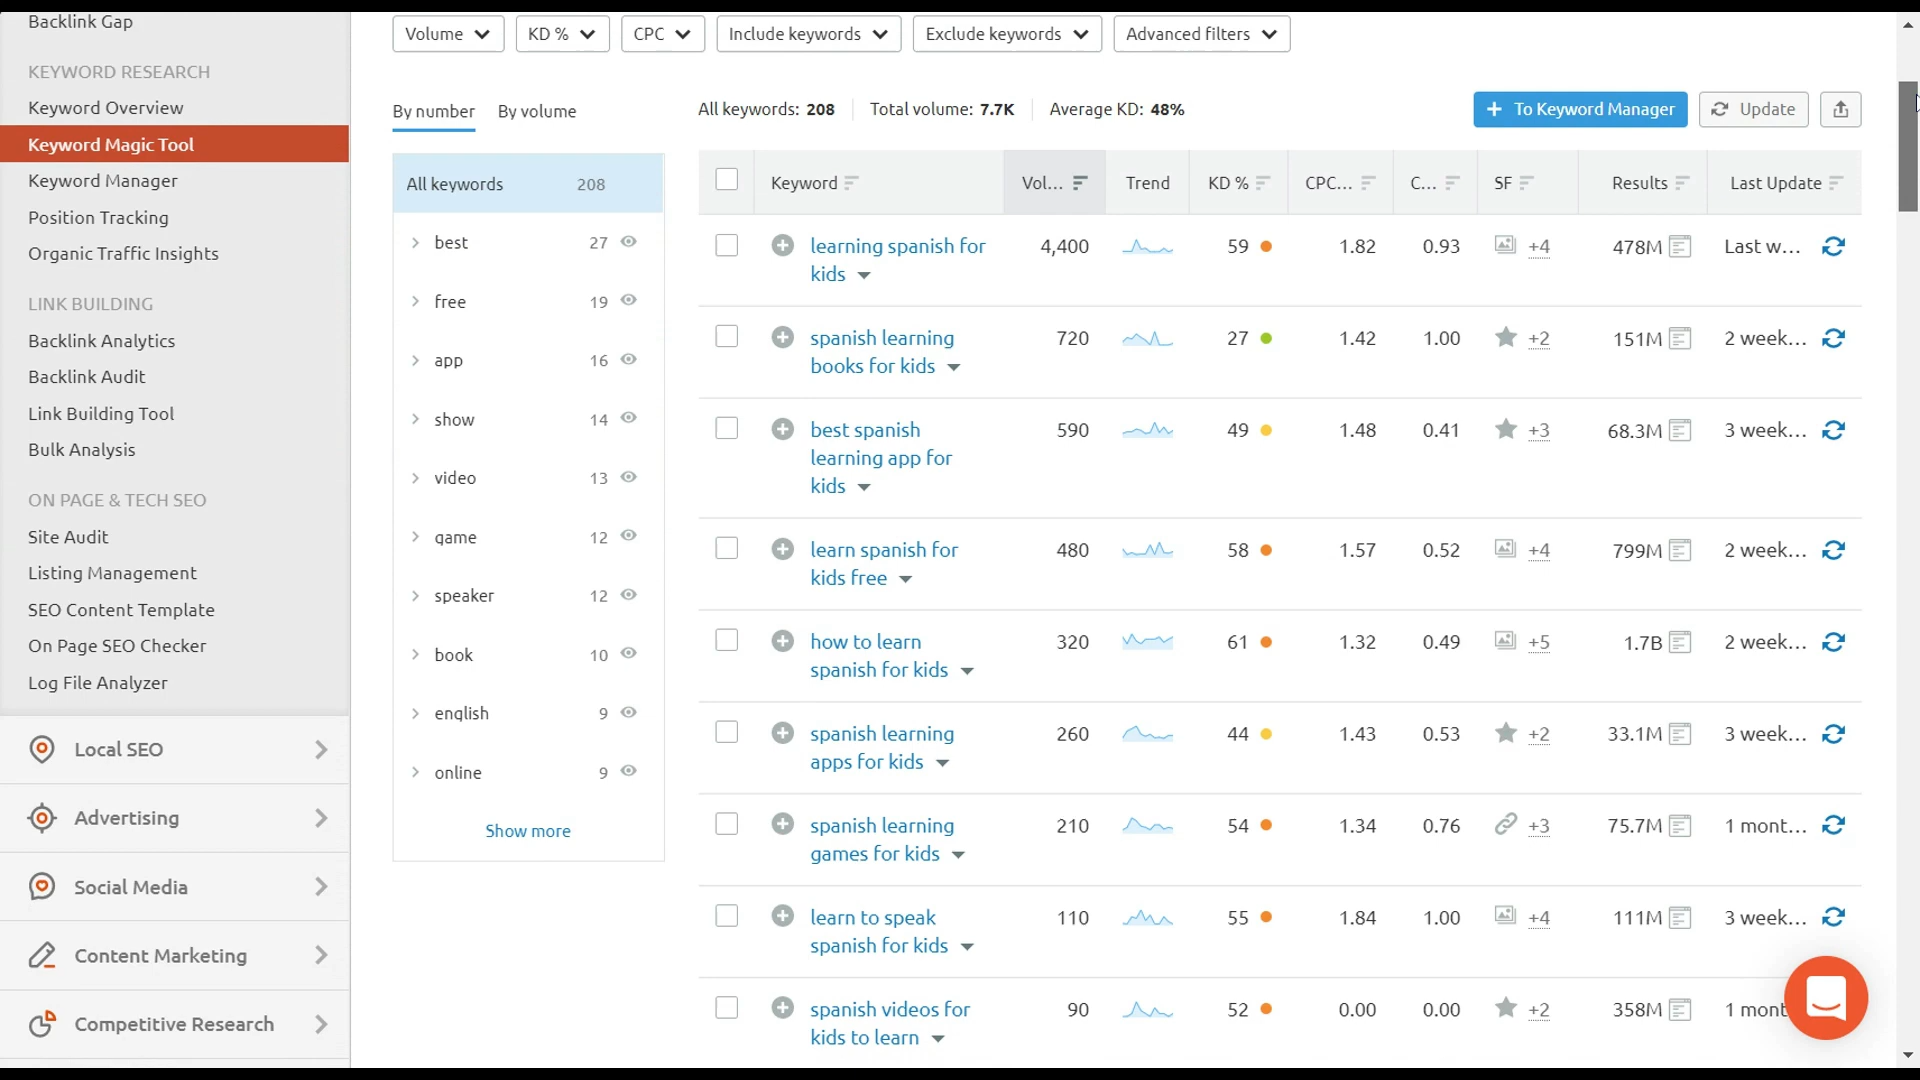 Backlink Gap
KEYWORD RESEARCH
Keyword Overview
Keyword Magic Tool
Keyword Manager
Position Tracking
Organic Traffic Insights
LINK BUILDING
Backlink Analytics
Backlink Audit
Link Building Tool
Bulk Analysis
ON PAGE & TECH SEO
Site Audit
Listing Management
SEO Content Template
On Page SEO Checker
Log File Analyzer
Local SEO
Advertising
Social Media
Content Marketing
Competitive Research
Volume KD % CPC Include keywords Exclude keywords Advanced filters
By number By volume
All keywords 208
best 27
free 19
app 16
show 14
video 13
game 12
speaker 12
book 10
english 9
online 9
Show more
All keywords: 208 Total volume: 7.7K Average KD: 48% + To Keyword Manager Update
Keyword Vol... Trend KD % CPC... C... SF Results Last Update
learning spanish for 4,400 59 1.82 0.93 +4 478M Last w...
kids
spanish learning 720 27 1.42 1.00 +2 151M 2 week...
books for kids
best spanish 590 49 1.48 0.41 +3 68.3M 3 week...
learning app for
kids
learn spanish for 480 58 1.57 0.52 +4 799M 2 week...
kids free
how to learn 320 61 1.32 0.49 +5 1.7B 2 week...
spanish for kids
spanish learning 260 44 1.43 0.53 +2 33.1M 3 week...
apps for kids
spanish learning 210 54 1.34 0.76 +3 75.7M 1 mont...
games for kids
learn to speak 110 55 1.84 1.00 +4 111M 3 week...
spanish for kids
spanish videos for 90 52 0.00 0.00 +2 358M 1 mont
kids to learn